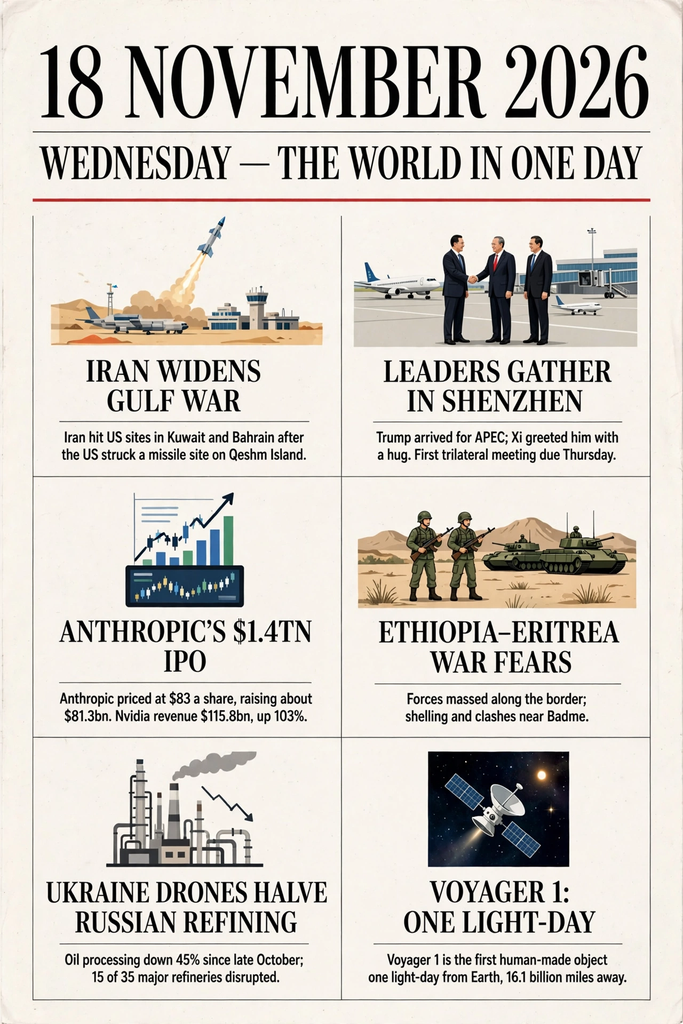 18 NOVEMBER 2026
WEDNESDAY — THE WORLD IN ONE DAY
IRAN WIDENS
GULF WAR
Iran hit US sites in Kuwait and Bahrain after
the US struck a missile site on Qeshm Island.
LEADERS GATHER
IN SHENZHEN
Trump arrived for APEC; Xi greeted him with
a hug. First trilateral meeting due Thursday.
ANTHROPIC'S $1.4TN
IPO
Anthropic priced at $83 a share, raising about
$81.3bn. Nvidia revenue $115.8bn, up 103%.
ETHIOPIA–ERITREA
WAR FEARS
Forces massed along the border;
shelling and clashes near Badme.
UKRAINE DRONES HALVE
RUSSIAN REFINING
Oil processing down 45% since late October;
15 of 35 major refineries disrupted.
VOYAGER 1:
ONE LIGHT-DAY
Voyager 1 is the first human-made object
one light-day from Earth, 16.1 billion miles away.